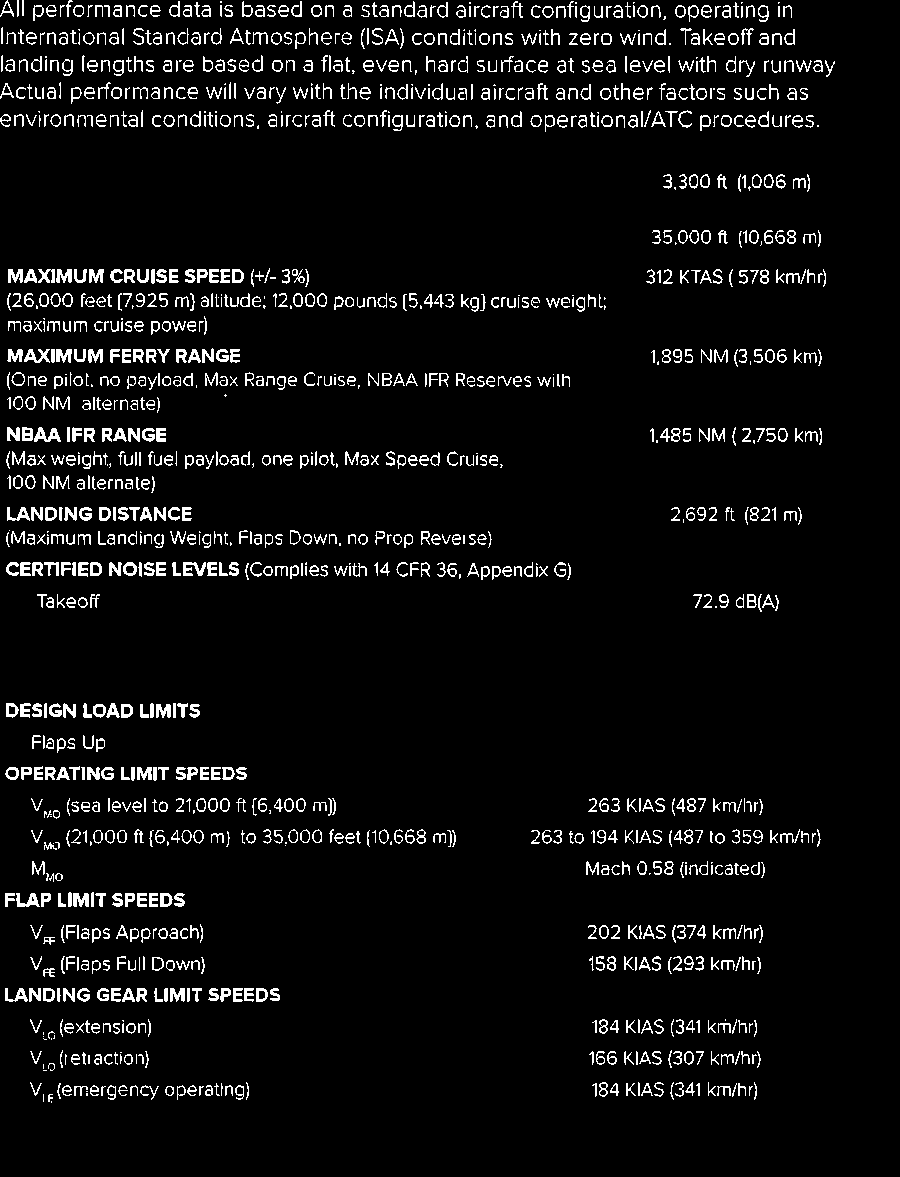 All performance data is based on a standard aircraft configuration, operating in
International Standard Atmosphere (ISA) conditions with zero wind. Takeoff and
landing lengths are based on a flat, even, hard surface at sea level with dry runway
Actual performance will vary with the individual aircraft and other factors such as
environmental conditions, aircraft configuration, and operational/ATC procedures.
3,300 ft (1,006 m)
35,000 ft (10,668 m)
MAXIMUM CRUISE SPEED (+/- 3%) 312 KTAS ( 578 km/hr)
(26,000 feet [7,925 m] altitude; 12,000 pounds [5,443 kg] cruise weight;
maximum cruise power)
MAXIMUM FERRY RANGE 1,895 NM (3,506 km)
(One pilot, no payload, Max Range Cruise, NBAA IFR Reserves with
100 NM alternate)
NBAA IFR RANGE 1,485 NM ( 2,750 km)
(Max weight, full fuel payload, one pilot, Max Speed Cruise,
100 NM alternate)
LANDING DISTANCE 2,692 ft (821 m)
(Maximum Landing Weight, Flaps Down, no Prop Reverse)
CERTIFIED NOISE LEVELS (Complies with 14 CFR 36, Appendix G)
Takeoff 72.9 dB(A)
DESIGN LOAD LIMITS
Flaps Up
OPERATING LIMIT SPEEDS
VMO (sea level to 21,000 ft [6,400 m]) 263 KIAS (487 km/hr)
VMO (21,000 ft [6,400 m] to 35,000 feet [10,668 m]) 263 to 194 KIAS (487 to 359 km/hr)
MMO Mach 0.58 (indicated)
FLAP LIMIT SPEEDS
VFE (Flaps Approach) 202 KIAS (374 km/hr)
VFE (Flaps Full Down) 158 KIAS (293 km/hr)
LANDING GEAR LIMIT SPEEDS
VLO (extension) 184 KIAS (341 km/hr)
VLO (retraction) 166 KIAS (307 km/hr)
VLE (emergency operating) 184 KIAS (341 km/hr)